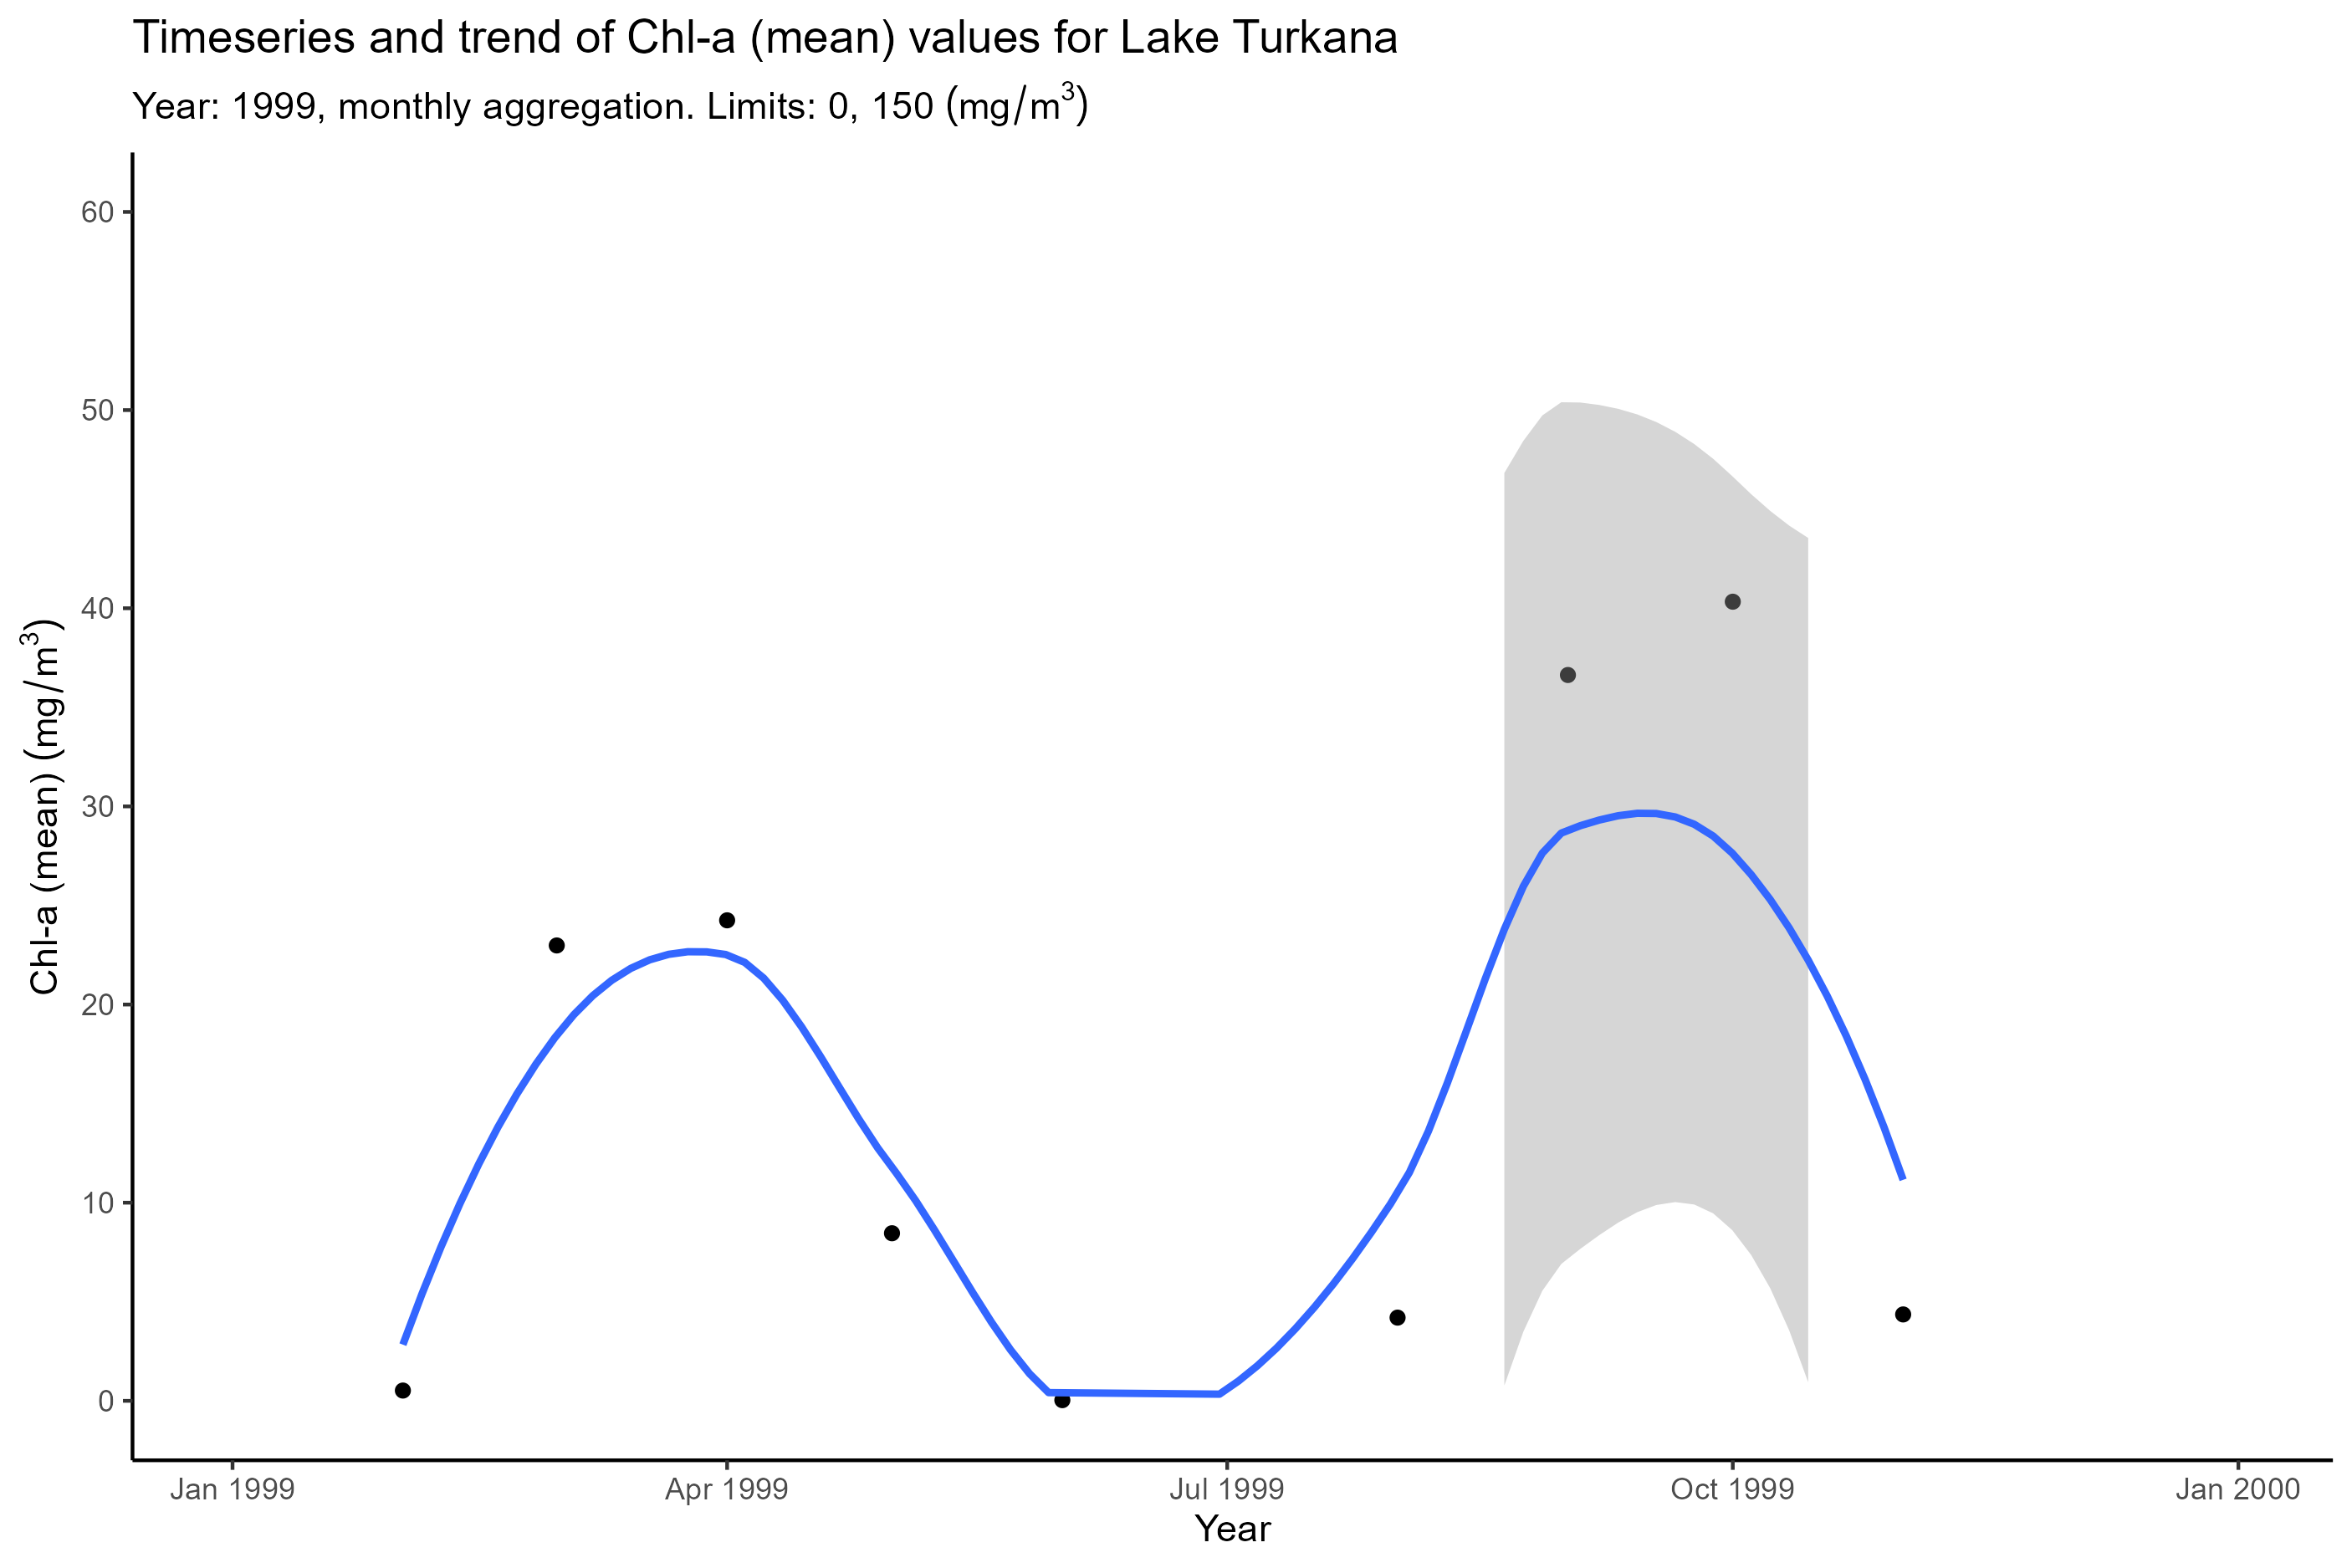 Timeseries and trend of Chl-a (mean) values for Lake Turkana
Year: 1999, monthly aggregation. Limits: 0, 150 (mg/m³)
Chl-a (mean) (mg/m³)
60
50
40
30
20
10
0
Jan 1999
Apr 1999
Jul 1999
Oct 1999
Jan 2000
Year